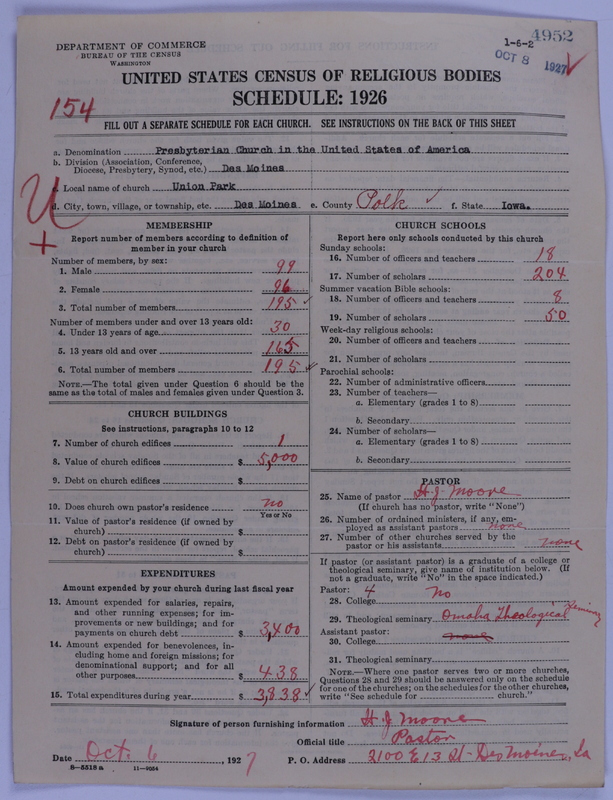 4952
DEPARTMENT OF COMMERCE
BUREAU OF THE CENSUS
WASHINGTON
1-6-2
OCT 8 1927
UNITED STATES CENSUS OF RELIGIOUS BODIES
SCHEDULE: 1926
154
FILL OUT A SEPARATE SCHEDULE FOR EACH CHURCH. SEE INSTRUCTIONS ON THE BACK OF THIS SHEET
a. Denomination Presbyterian Church in the United States of America
b. Division (Association, Conference,
Diocese, Presbytery, Synod, etc.) Des Moines
c. Local name of church Union Park
d. City, town, village, or township, etc. Des Moines e. County Polk f. State Iowa.
MEMBERSHIP
Report number of members according to definition of
member in your church
Number of members, by sex:
1. Male 99
2. Female 96
3. Total number of members 195
Number of members under and over 13 years old:
4. Under 13 years of age 30
5. 13 years old and over 165
6. Total number of members 195
NOTE.—The total given under Question 6 should be the
same as the total of males and females given under Question 3.
CHURCH BUILDINGS
See instructions, paragraphs 10 to 12
7. Number of church edifices 1
8. Value of church edifices $ 5,000
9. Debt on church edifices $
10. Does church own pastor's residence no
Yes or No
11. Value of pastor's residence (if owned by
church) $
12. Debt on pastor's residence (if owned by
church) $
EXPENDITURES
Amount expended by your church during last fiscal year
13. Amount expended for salaries, repairs,
and other running expenses; for im-
provements or new buildings; and for
payments on church debt $ 3,400
14. Amount expended for benevolences, in-
cluding home and foreign missions; for
denominational support; and for all
other purposes $ 438
15. Total expenditures during year $ 3,838
CHURCH SCHOOLS
Report here only schools conducted by this church
Sunday schools:
16. Number of officers and teachers 18
17. Number of scholars 204
Summer vacation Bible schools:
18. Number of officers and teachers 8
19. Number of scholars 50
Week-day religious schools:
20. Number of officers and teachers
21. Number of scholars
Parochial schools:
22. Number of administrative officers
23. Number of teachers—
a. Elementary (grades 1 to 8)
b. Secondary
24. Number of scholars—
a. Elementary (grades 1 to 8)
b. Secondary
PASTOR
25. Name of pastor H. J. Moore
(If church has no pastor, write "None")
26. Number of ordained ministers, if any, em-
ployed as assistant pastors none
27. Number of other churches served by the
pastor or his assistants none
If pastor (or assistant pastor) is a graduate of a college or
theological seminary, give name of institution below. (If
not a graduate, write "No" in the space indicated.)
Pastor: 4
28. College no
29. Theological seminary Omaha Theological Seminary
Assistant pastor:
30. College none
31. Theological seminary
NOTE.—Where one pastor serves two or more churches,
Questions 28 and 29 should be answered only on the schedule
for one of the churches; on the schedules for the other churches,
write "See schedule for church."
Signature of person furnishing information H. J. Moore
Official title Pastor
Date Oct. 6, 1927 P. O. Address 2100 E 13 St - Des Moines, Ia
8-5518 a 11-9054